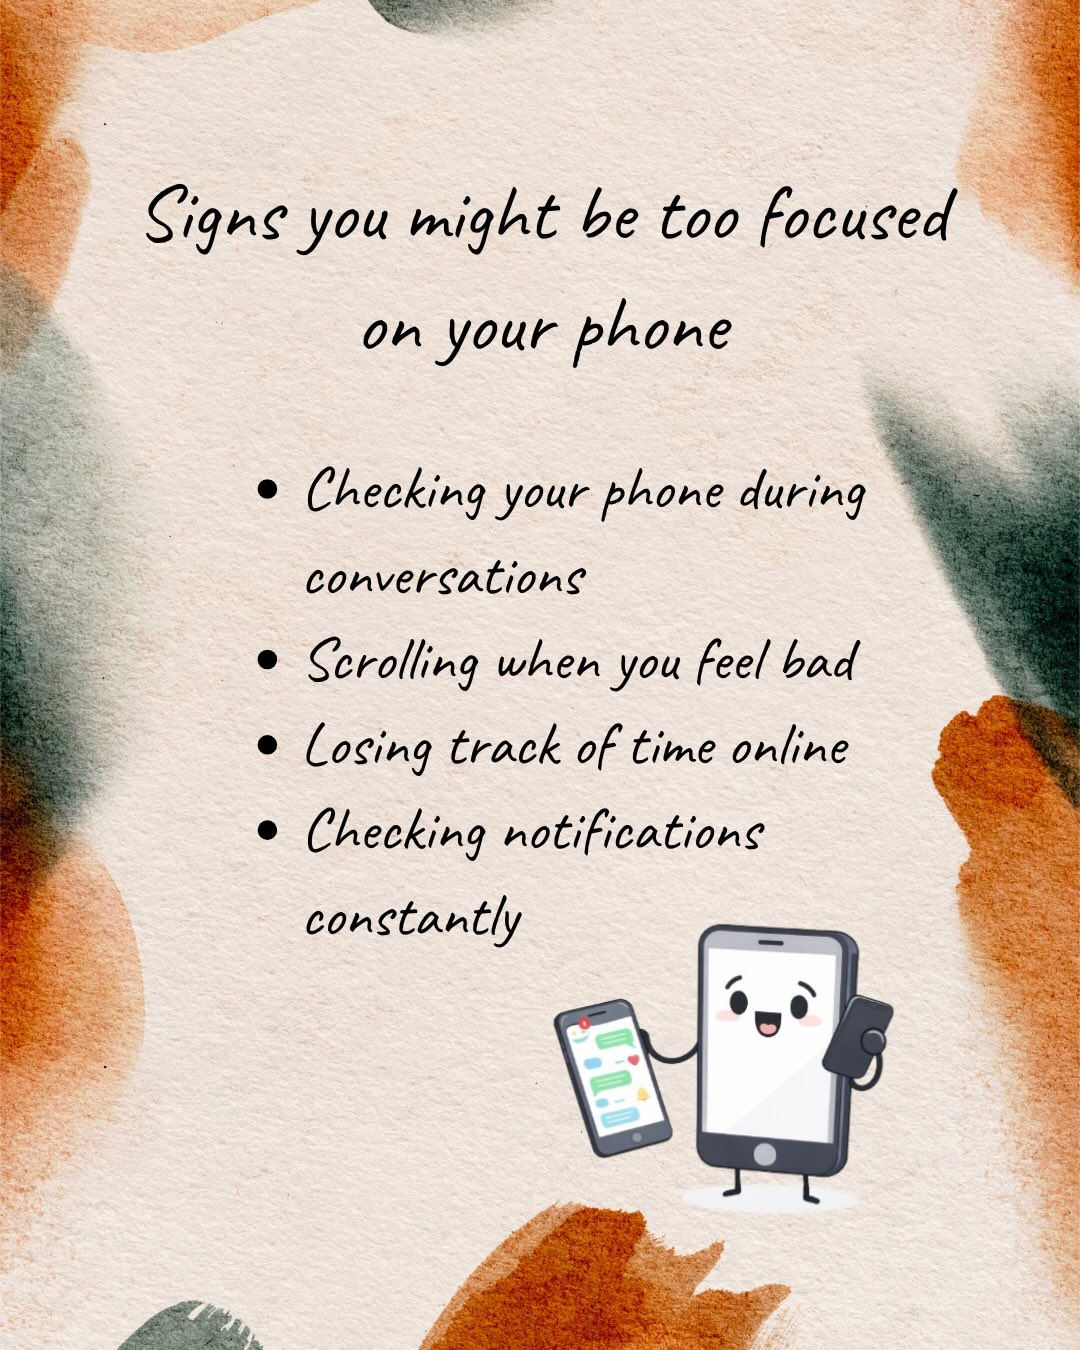 Signs you might be too focused
on your phone
• Checking your phone during
conversations
• Scrolling when you feel bad
• Losing track of time online
• Checking notifications
constantly